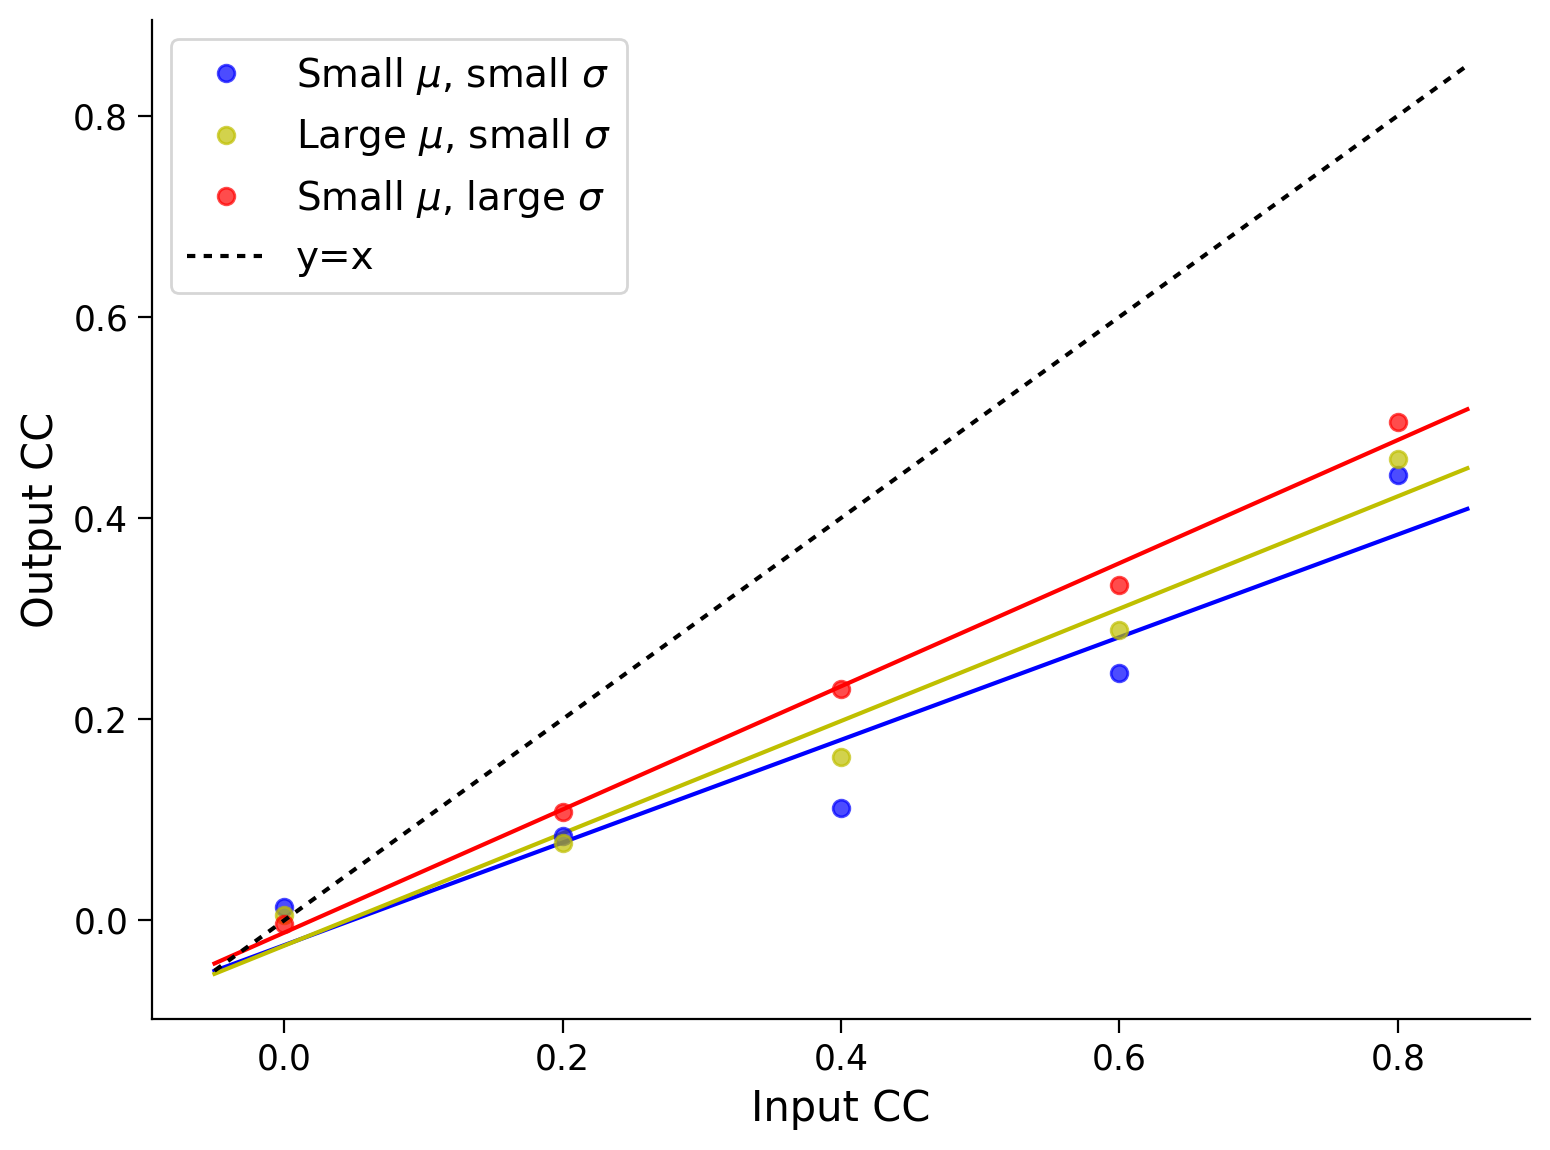 Small μ, small σ
Large μ, small σ
Small μ, large σ
y=x
0.8
0.6
0.4
0.2
0.0
Output CC
0.0 0.2 0.4 0.6 0.8
Input CC